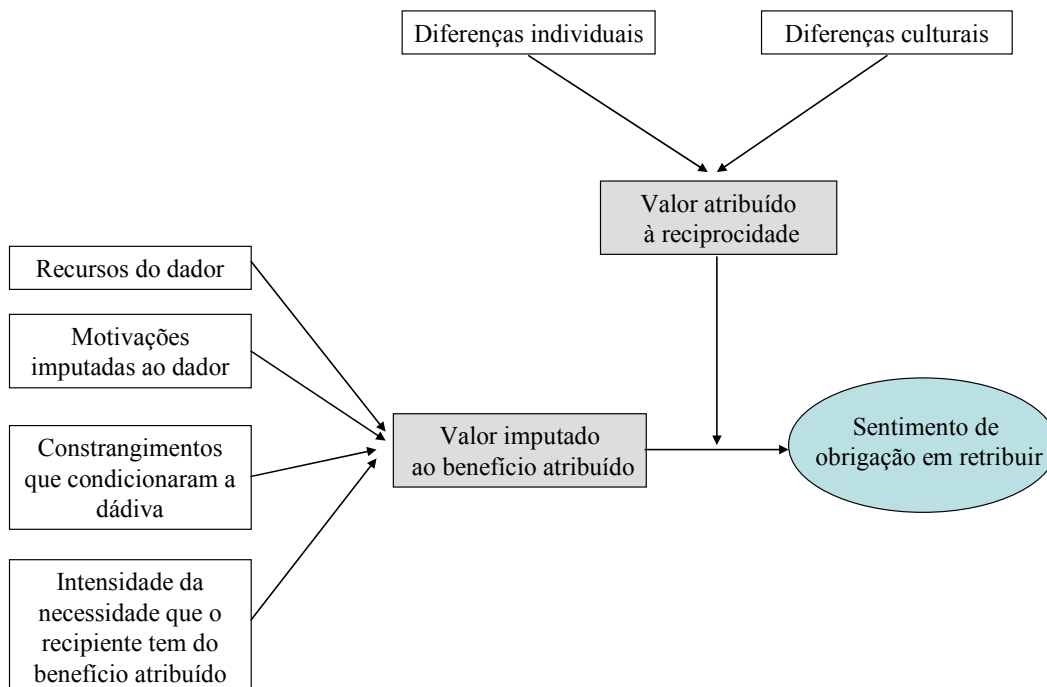 Diferenças individuais
Diferenças culturais
Valor atribuído
à reciprocidade
Recursos do dador
Motivações
imputadas ao dador
Constrangimentos
que condicionaram a
dádiva
Intensidade da
necessidade que o
recipiente tem do
benefício atribuído
Valor imputado
ao benefício atribuído
Sentimento de
obrigação em retribuir